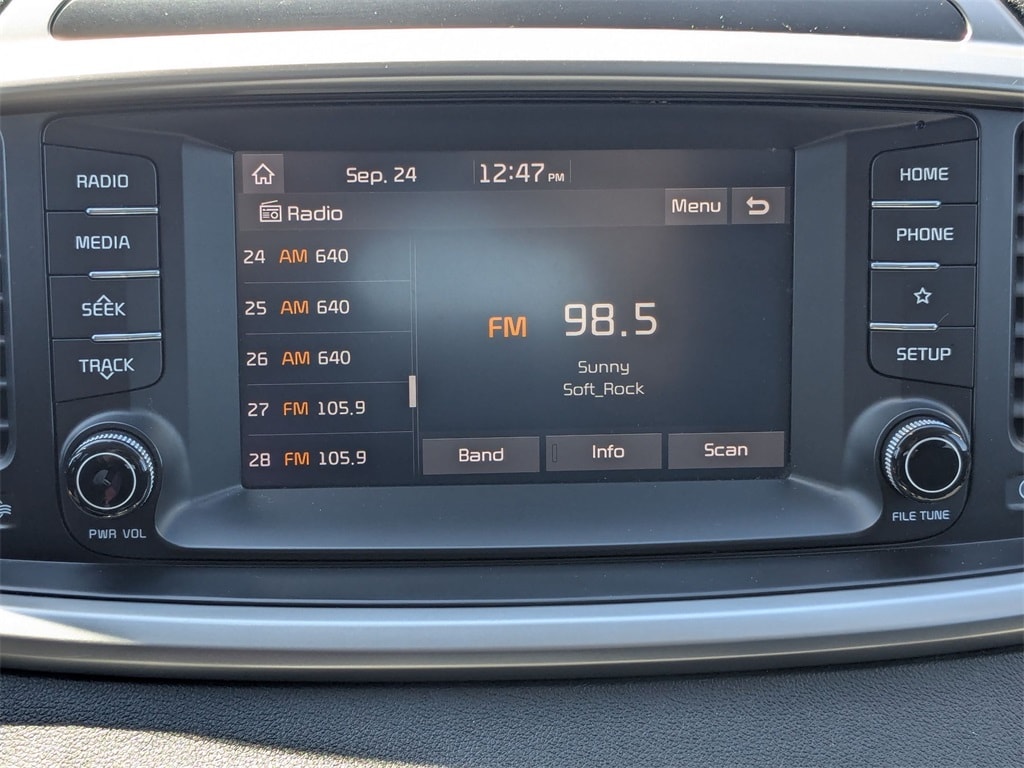 Sep. 24 12:47 PM
Radio Menu
24 AM 640
25 AM 640
26 AM 640
27 FM 105.9
28 FM 105.9
FM 98.5
Sunny
Soft_Rock
Band Info Scan
RADIO
MEDIA
SEEK
TRACK
PWR VOL
HOME
PHONE
SETUP
FILE TUNE